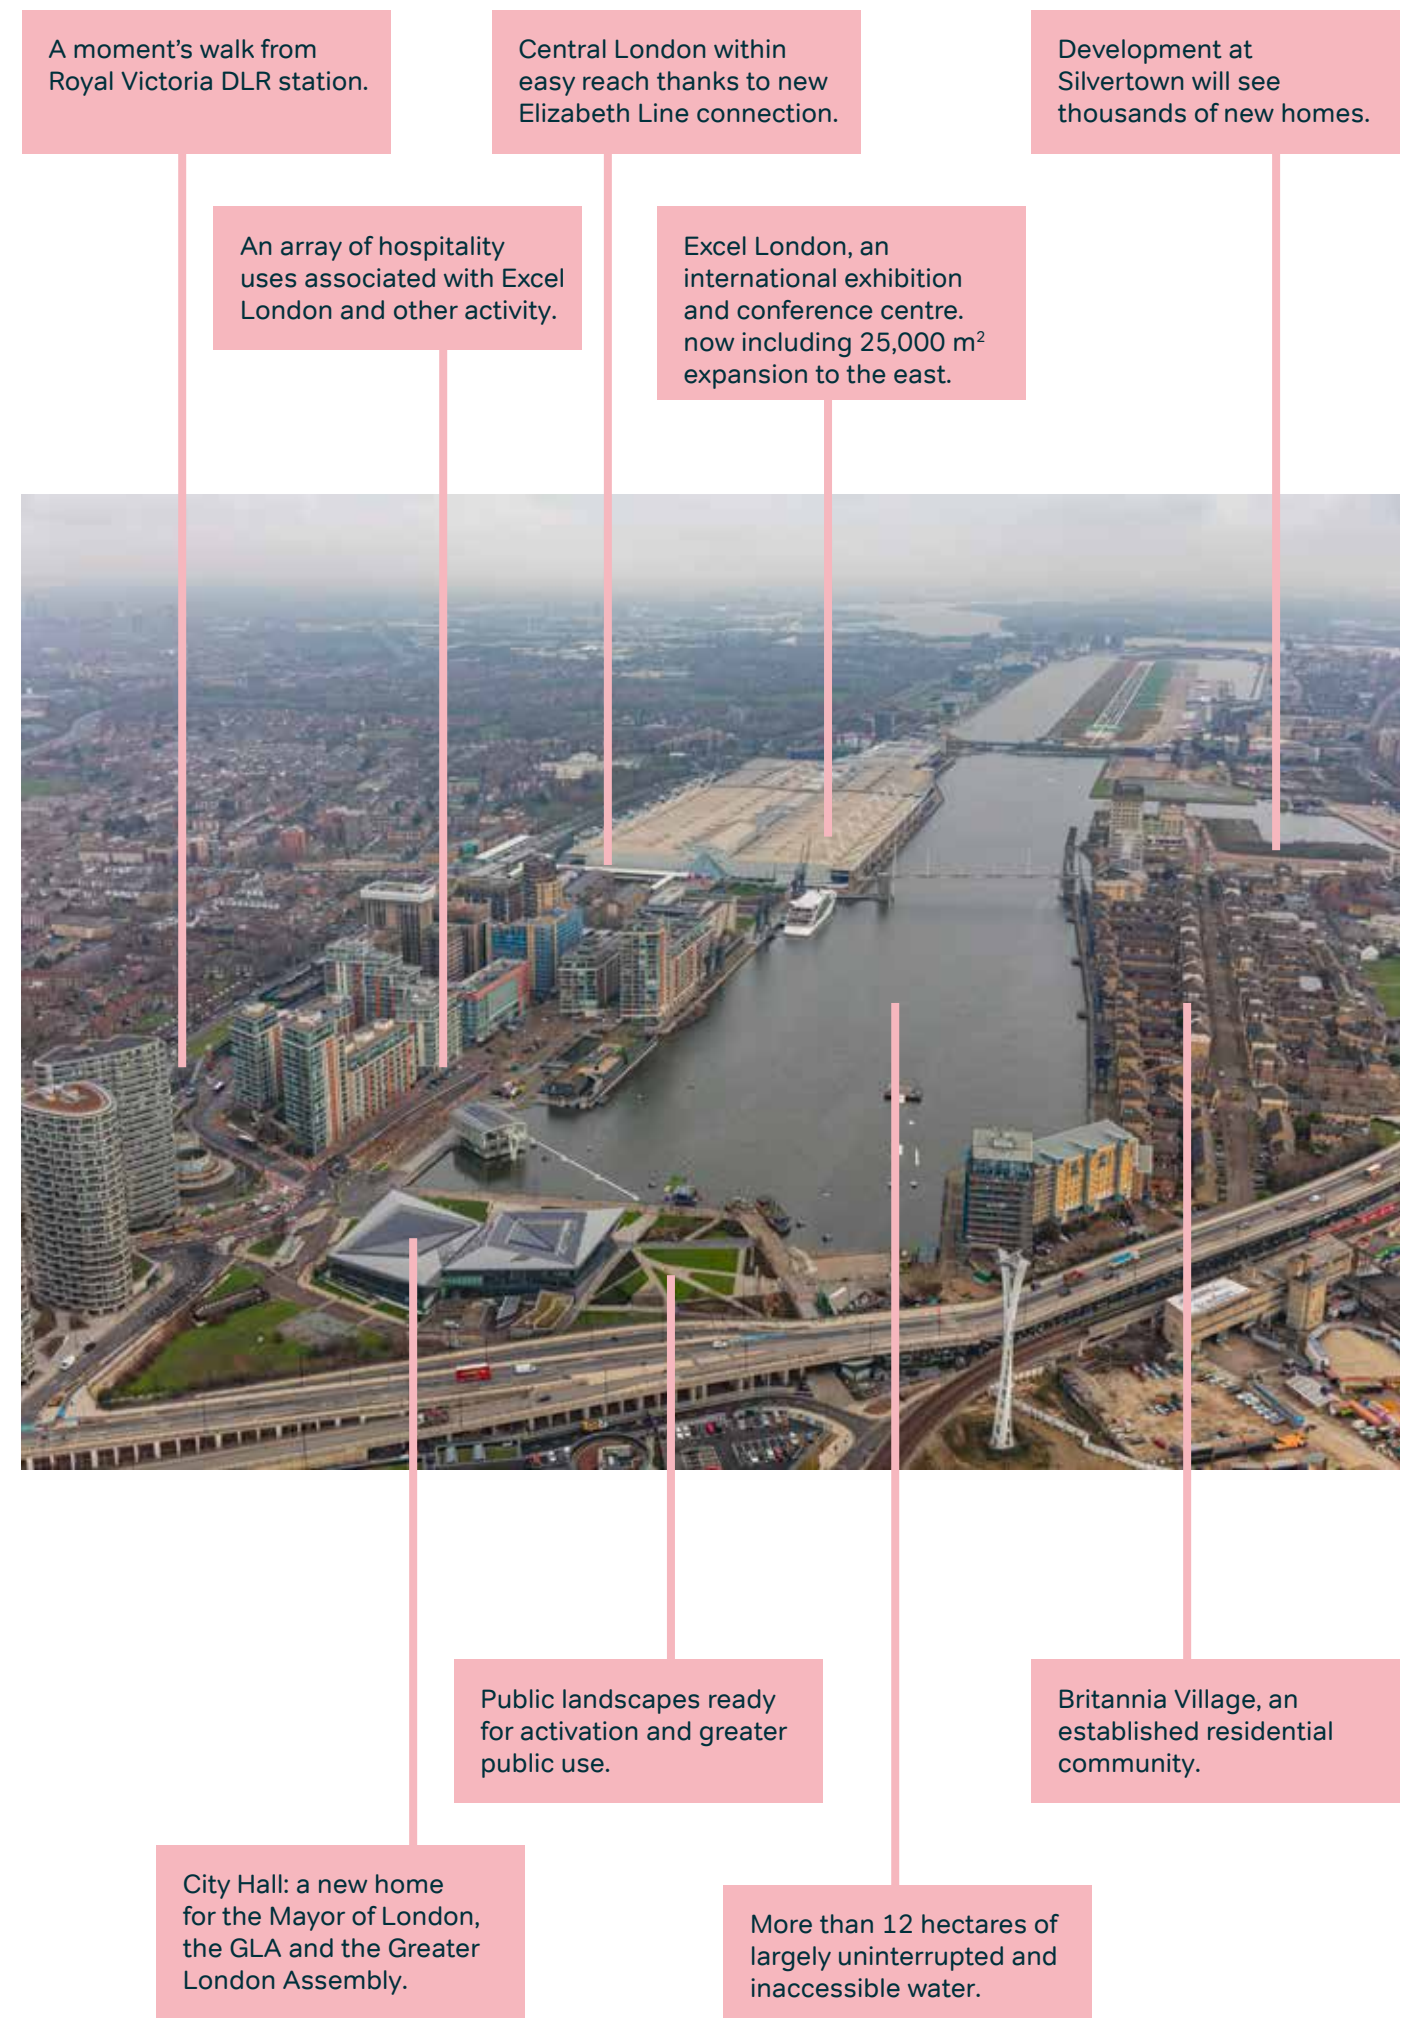 A moment’s walk from
Royal Victoria DLR station.
Central London within
easy reach thanks to new
Elizabeth Line connection.
Development at
Silvertown will see
thousands of new homes.
An array of hospitality
uses associated with Excel
London and other activity.
Excel London, an
international exhibition
and conference centre.
now including 25,000 m²
expansion to the east.
Public landscapes ready
for activation and greater
public use.
Britannia Village, an
established residential
community.
City Hall: a new home
for the Mayor of London,
the GLA and the Greater
London Assembly.
More than 12 hectares of
largely uninterrupted and
inaccessible water.